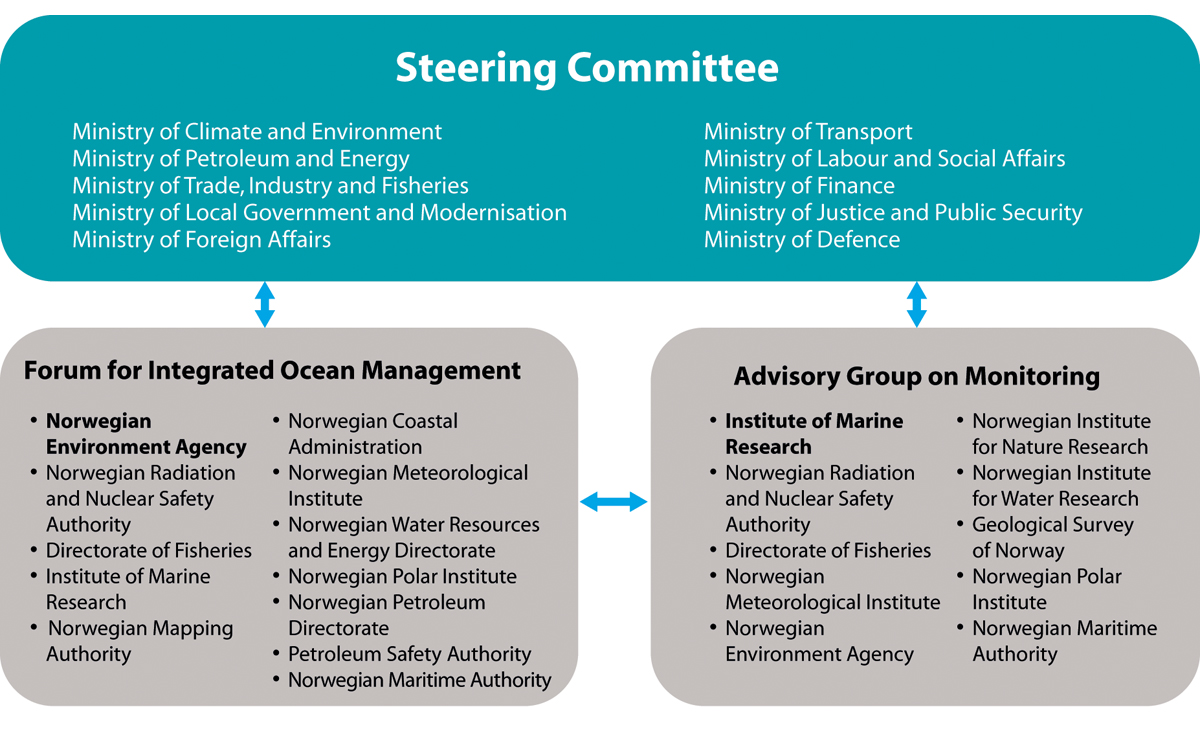 Steering Committee
Ministry of Climate and Environment
Ministry of Petroleum and Energy
Ministry of Trade, Industry and Fisheries
Ministry of Local Government and Modernisation
Ministry of Foreign Affairs
Ministry of Transport
Ministry of Labour and Social Affairs
Ministry of Finance
Ministry of Justice and Public Security
Ministry of Defence
Forum for Integrated Ocean Management
• Norwegian
Environment Agency
• Norwegian Radiation
and Nuclear Safety
Authority
• Directorate of Fisheries
• Institute of Marine
Research
• Norwegian Mapping
Authority
• Norwegian Coastal
Administration
• Norwegian Meteorological
Institute
• Norwegian Water Resources
and Energy Directorate
• Norwegian Polar Institute
• Norwegian Petroleum
Directorate
• Petroleum Safety Authority
• Norwegian Maritime Authority
Advisory Group on Monitoring
• Institute of Marine
Research
• Norwegian Radiation
and Nuclear Safety
Authority
• Directorate of Fisheries
• Norwegian
Meteorological Institute
• Norwegian
Environment Agency
• Norwegian Institute
for Nature Research
• Norwegian Institute
for Water Research
• Geological Survey
of Norway
• Norwegian Polar
Institute
• Norwegian Maritime
Authority